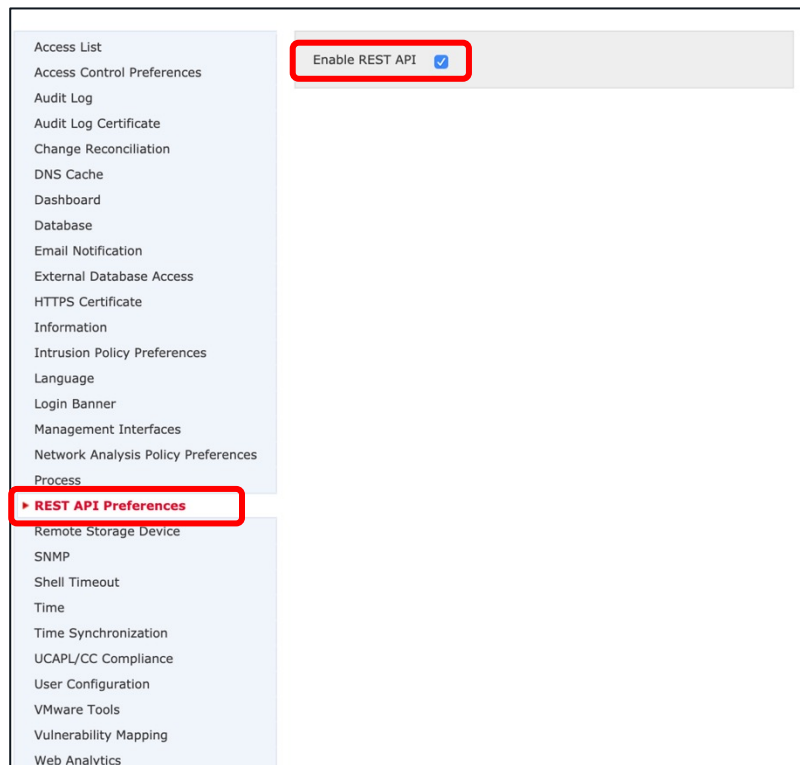 Access List
Access Control Preferences
Audit Log
Audit Log Certificate
Change Reconciliation
DNS Cache
Dashboard
Database
Email Notification
External Database Access
HTTPS Certificate
Information
Intrusion Policy Preferences
Language
Login Banner
Management Interfaces
Network Analysis Policy Preferences
Process
REST API Preferences
Remote Storage Device
SNMP
Shell Timeout
Time
Time Synchronization
UCAPL/CC Compliance
User Configuration
VMware Tools
Vulnerability Mapping
Web Analytics
Enable REST API